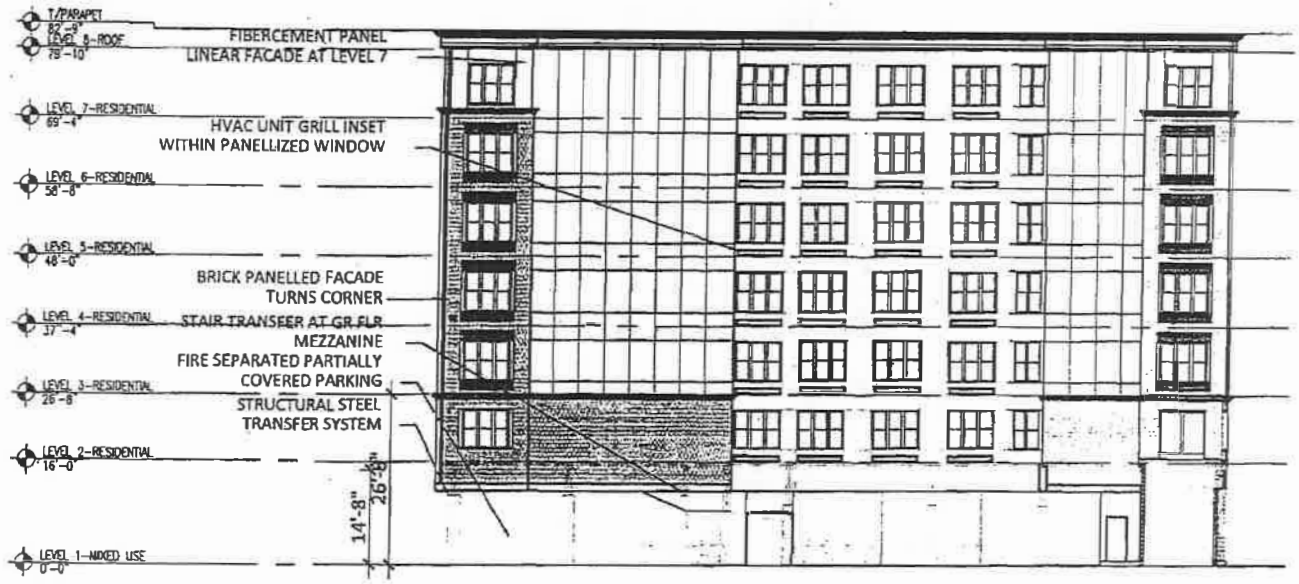 T/PARAPET
82'-9"
LEVEL 8-ROOF
79'-10"
FIBERCEMENT PANEL
LINEAR FACADE AT LEVEL 7
LEVEL 7-RESIDENTIAL
69'-4"
HVAC UNIT GRILL INSET
WITHIN PANELLIZED WINDOW
LEVEL 6-RESIDENTIAL
58'-8"
LEVEL 5-RESIDENTIAL
48'-0"
BRICK PANELLED FACADE
TURNS CORNER
LEVEL 4-RESIDENTIAL
37'-4"
STAIR TRANSFER AT GR FLR
MEZZANINE
FIRE SEPARATED PARTIALLY
COVERED PARKING
LEVEL 3-RESIDENTIAL
26'-8"
STRUCTURAL STEEL
TRANSFER SYSTEM
LEVEL 2-RESIDENTIAL
16'-0"
14'-8"
26'-8"
LEVEL 1-MIXED USE
0'-0"